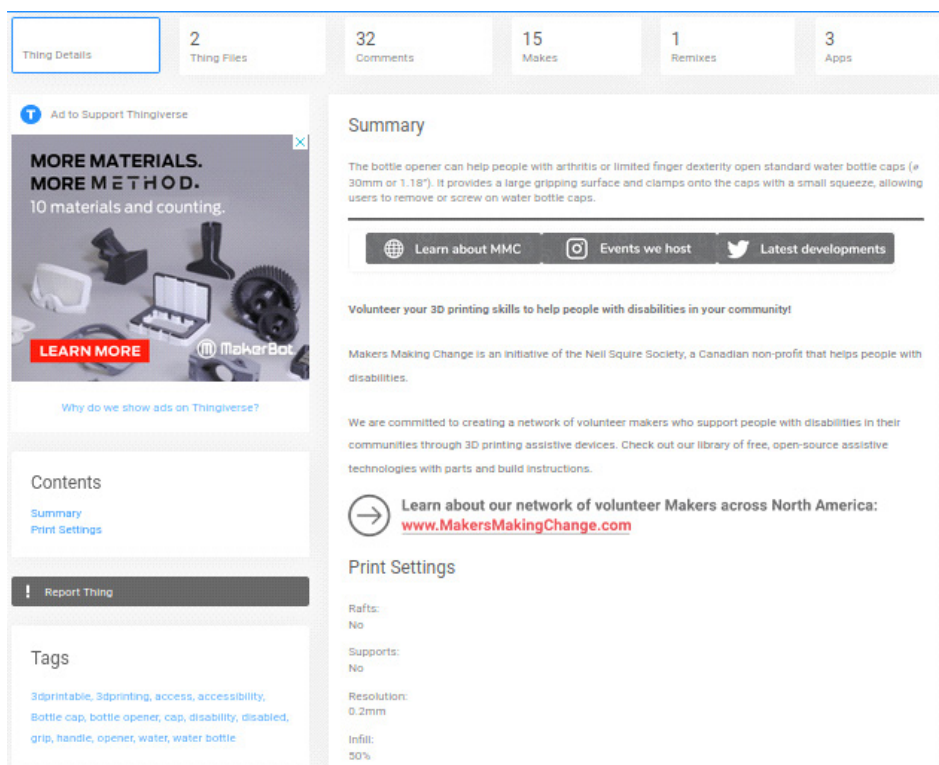 Thing Details
2
Thing Files
32
Comments
15
Makes
1
Remixes
3
Apps
T Ad to Support Thingiverse
MORE MATERIALS.
MORE METHOD.
10 materials and counting.
LEARN MORE
MakerBot
Why do we show ads on Thingiverse?
Contents
Summary
Print Settings
! Report Thing
Tags
3dprintable, 3dprinting, access, accessibility,
Bottle cap, bottle opener, cap, disability, disabled,
grip, handle, opener, water, water bottle
Summary
The bottle opener can help people with arthritis or limited finger dexterity open standard water bottle caps (ø
30mm or 1.18"). It provides a large gripping surface and clamps onto the caps with a small squeeze, allowing
users to remove or screw on water bottle caps.
Learn about MMC
Events we host
Latest developments
Volunteer your 3D printing skills to help people with disabilities in your community!
Makers Making Change is an initiative of the Neil Squire Society, a Canadian non-profit that helps people with
disabilities.
We are committed to creating a network of volunteer makers who support people with disabilities in their
communities through 3D printing assistive devices. Check out our library of free, open-source assistive
technologies with parts and build instructions.
Learn about our network of volunteer Makers across North America:
www.MakersMakingChange.com
Print Settings
Rafts:
No
Supports:
No
Resolution:
0.2mm
Infill:
50%